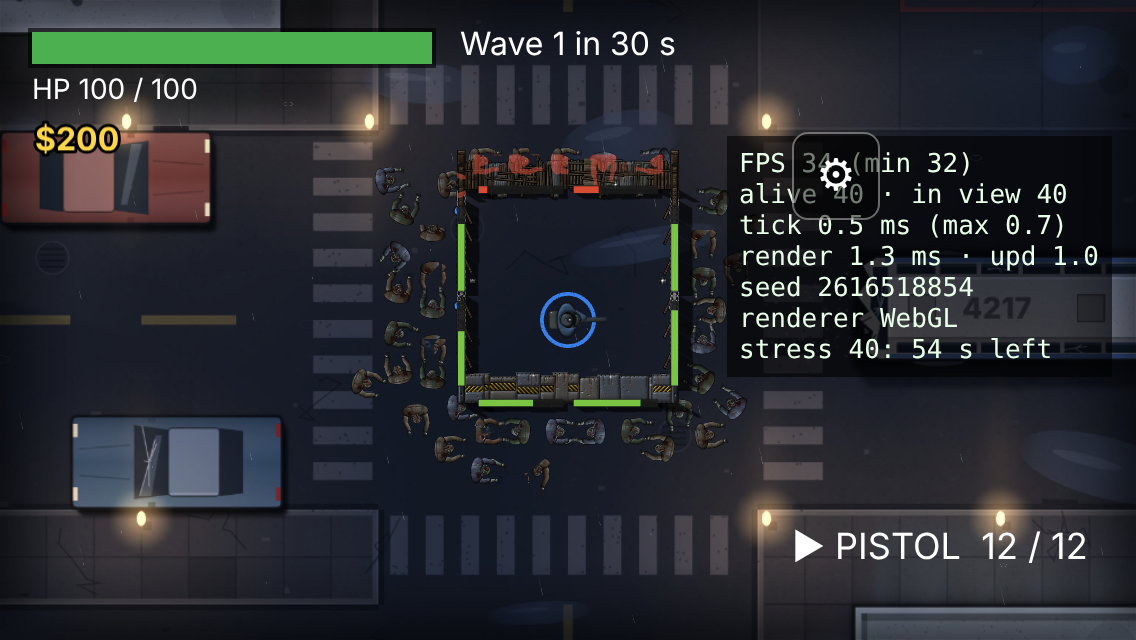 Wave 1 in 30 s
HP 100 / 100
$200
FPS 34 (min 32)
alive 40 · in view 40
tick 0.5 ms (max 0.7)
render 1.3 ms · upd 1.0
seed 2616518854
renderer WebGL
4217
stress 40: 54 s left
▶ PISTOL 12 / 12